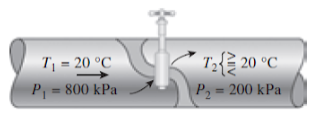 T₁ = 20 °C
P₁ = 800 kPa
T₂{≥ = ≤ 20 °C
P₂ = 200 kPa